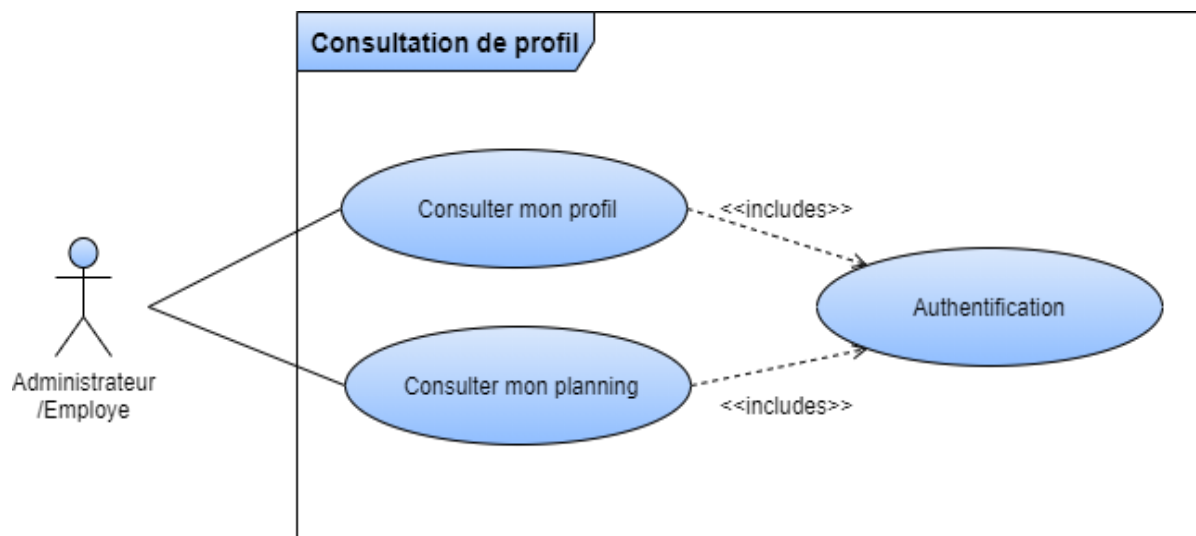 Consultation de profil
Consulter mon profil
<<includes>>
Authentification
Consulter mon planning
<<includes>>
Administrateur
/Employe